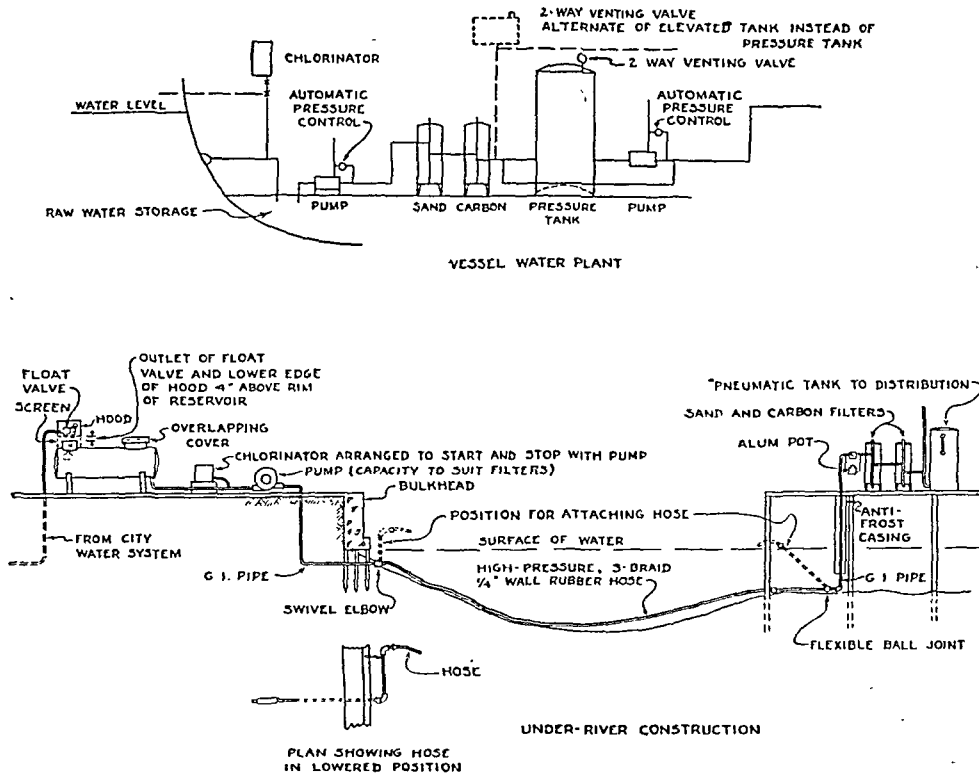 2-WAY VENTING VALVE
ALTERNATE OF ELEVATED TANK INSTEAD OF
PRESSURE TANK
2 WAY VENTING VALVE
CHLORINATOR
WATER LEVEL
AUTOMATIC
PRESSURE
CONTROL
AUTOMATIC
PRESSURE
CONTROL
RAW WATER STORAGE
PUMP
SAND CARBON
PRESSURE
TANK
PUMP
VESSEL WATER PLANT
OUTLET OF FLOAT
VALVE AND LOWER EDGE
OF HOOD 4" ABOVE RIM
OF RESERVOIR
FLOAT
VALVE
SCREEN
HOOD
OVERLAPPING
COVER
CHLORINATOR ARRANGED TO START AND STOP WITH PUMP
PUMP (CAPACITY TO SUIT FILTERS)
BULKHEAD
"PNEUMATIC TANK TO DISTRIBUTION
SAND AND CARBON FILTERS
ALUM POT
POSITION FOR ATTACHING HOSE
ANTI-
FROST
CASING
FROM CITY
WATER SYSTEM
SURFACE OF WATER
G I. PIPE
HIGH-PRESSURE, 3-BRAID
1/4" WALL RUBBER HOSE
G I PIPE
SWIVEL ELBOW
FLEXIBLE BALL JOINT
HOSE
UNDER-RIVER CONSTRUCTION
PLAN SHOWING HOSE
IN LOWERED POSITION